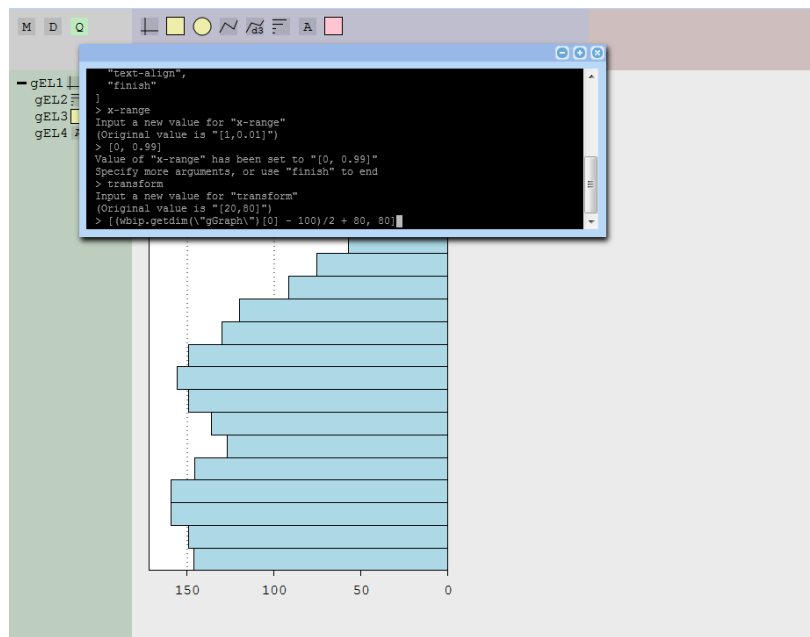 M D Q d3 A
gEL1
gEL2
gEL3
gEL4
"text-align",
"finish"
]
> x-range
Input a new value for "x-range"
(Original value is "[1,0.01]")
> [0, 0.99]
Value of "x-range" has been set to "[0, 0.99]"
Specify more arguments, or use "finish" to end
> transform
Input a new value for "transform"
(Original value is "[20,80]")
> [(wbip.getdim(\"gGraph\")[0] - 100)/2 + 80, 80]
150 100 50 0